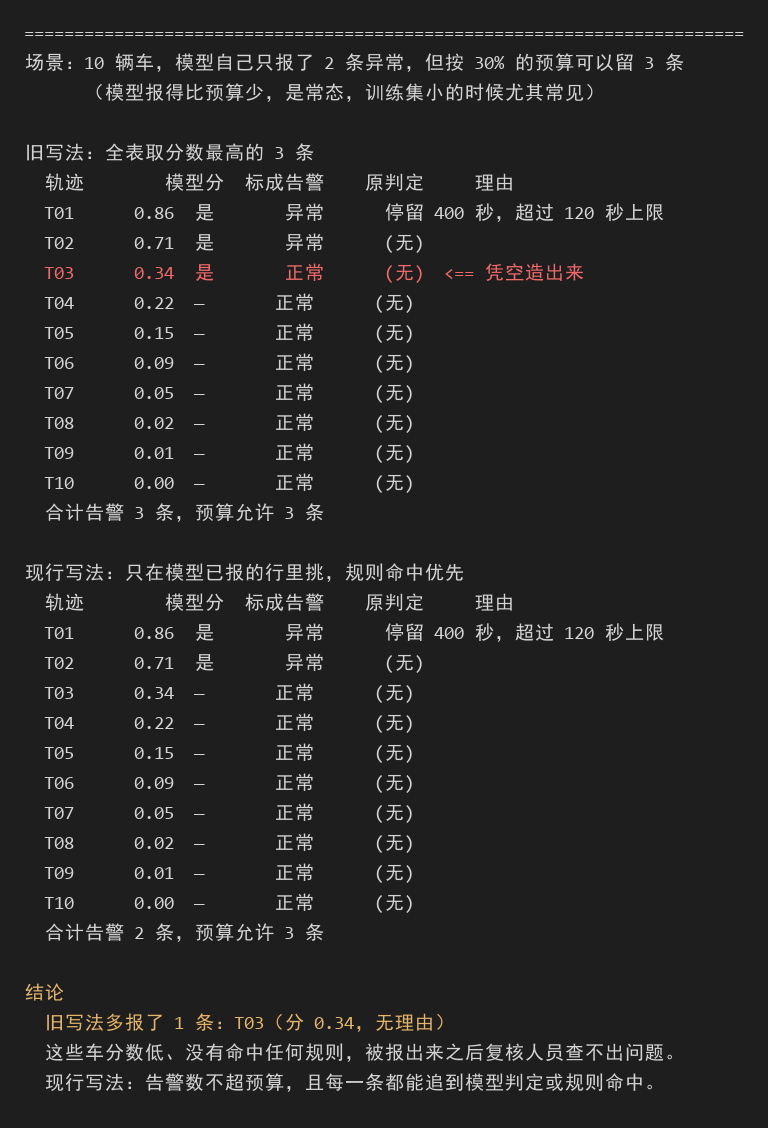 ========================================================================
场景：10 辆车，模型自己只报了 2 条异常，但按 30% 的预算可以留 3 条
（模型报得比预算少，是常态，训练集小的时候尤其常见）
旧写法：全表取分数最高的 3 条
轨迹 模型分 标成告警 原判定 理由
T01 0.86 是 异常 停留 400 秒，超过 120 秒上限
T02 0.71 是 异常 (无)
T03 0.34 是 正常 (无) <== 凭空造出来
T04 0.22 — 正常 (无)
T05 0.15 — 正常 (无)
T06 0.09 — 正常 (无)
T07 0.05 — 正常 (无)
T08 0.02 — 正常 (无)
T09 0.01 — 正常 (无)
T10 0.00 — 正常 (无)
合计告警 3 条，预算允许 3 条
现行写法：只在模型已报的行里挑，规则命中优先
轨迹 模型分 标成告警 原判定 理由
T01 0.86 是 异常 停留 400 秒，超过 120 秒上限
T02 0.71 是 异常 (无)
T03 0.34 — 正常 (无)
T04 0.22 — 正常 (无)
T05 0.15 — 正常 (无)
T06 0.09 — 正常 (无)
T07 0.05 — 正常 (无)
T08 0.02 — 正常 (无)
T09 0.01 — 正常 (无)
T10 0.00 — 正常 (无)
合计告警 2 条，预算允许 3 条
结论
旧写法多报了 1 条：T03（分 0.34，无理由）
这些车分数低、没有命中任何规则，被报出来之后复核人员查不出问题。
现行写法：告警数不超预算，且每一条都能追到模型判定或规则命中。